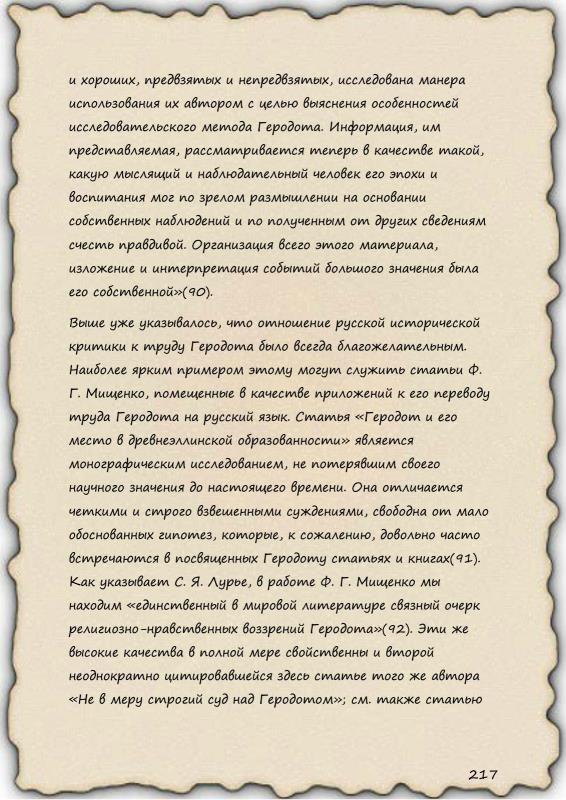 и хороших, предвзятых и непредвзятых, исследована манера
использования их автором с целью выяснения особенностей
исследовательского метода Геродота. Информация, им
представляемая, рассматривается теперь в качестве такой,
какую мыслящий и наблюдательный человек его эпохи и
воспитания мог по зрелом размышлении на основании
собственных наблюдений и по полученным от других сведениям
счесть правдивой. Организация всего этого материала,
изложение и интерпретация событий большого значения была
его собственной»(90).
Выше уже указывалось, что отношение русской исторической
критики к труду Геродота было всегда благожелательным.
Наиболее ярким примером этому могут служить статьи Ф.
Г. Мищенко, помещенные в качестве приложений к его переводу
труда Геродота на русский язык. Статья «Геродот и его
место в древнеэллинской образованности» является
монографическим исследованием, не потерявшим своего
научного значения до настоящего времени. Она отличается
четкими и строго взвешенными суждениями, свободна от мало
обоснованных гипотез, которые, к сожалению, довольно часто
встречаются в посвященных Геродоту статьях и книгах(91).
Как указывает С. Я. Лурье, в работе Ф. Г. Мищенко мы
находим «единственный в мировой литературе связный очерк
религиозно-нравственных воззрений Геродота»(92). Эти же
высокие качества в полной мере свойственны и второй
неоднократно цитировавшейся здесь статье того же автора
«Не в меру строгий суд над Геродотом»; см. также статью
217